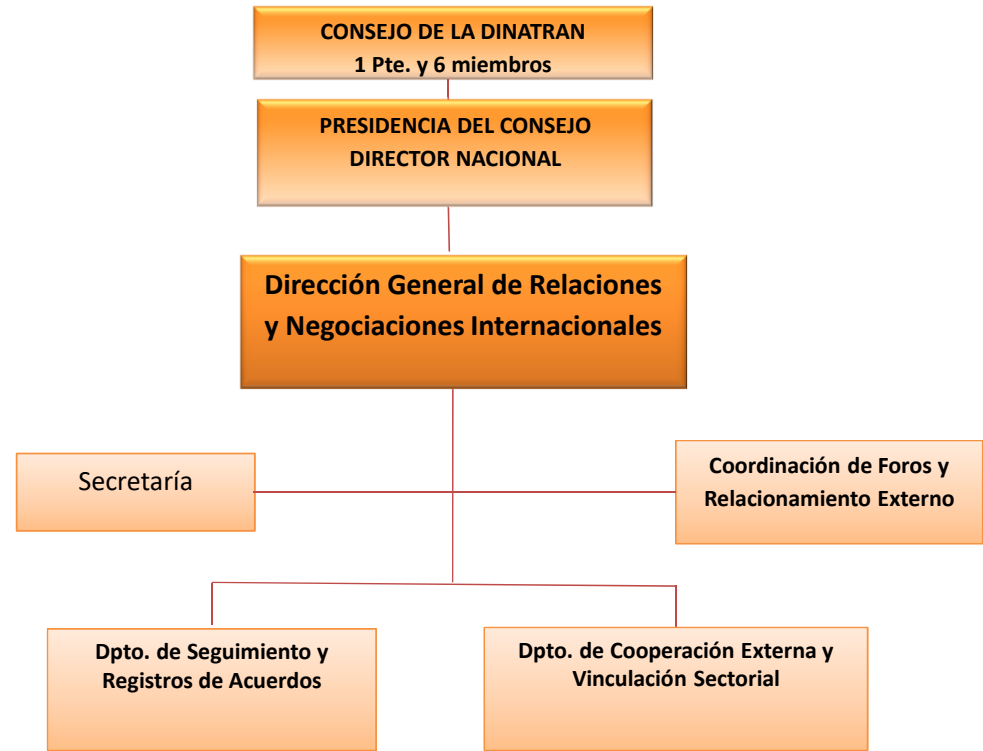 CONSEJO DE LA DINATRAN
1 Pte. y 6 miembros
PRESIDENCIA DEL CONSEJO
DIRECTOR NACIONAL
Dirección General de Relaciones
y Negociaciones Internacionales
Secretaría
Coordinación de Foros y
Relacionamiento Externo
Dpto. de Seguimiento y
Registros de Acuerdos
Dpto. de Cooperación Externa y
Vinculación Sectorial